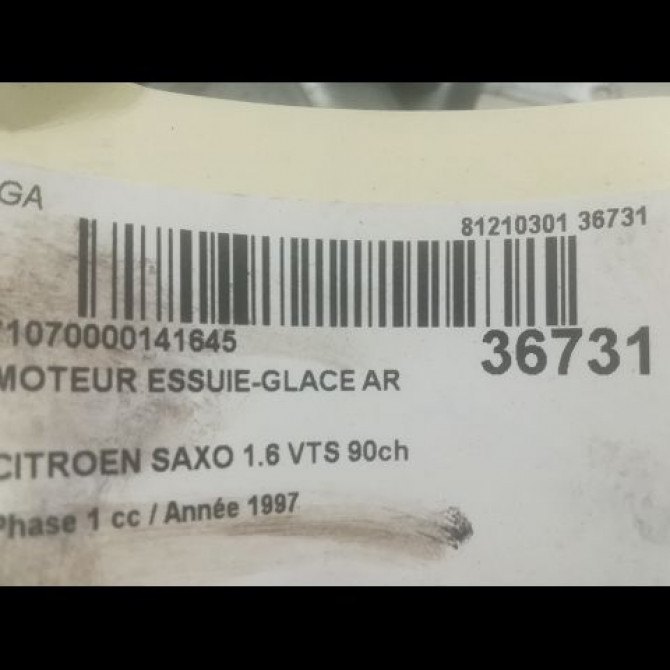 GA
81210301 36731
71070000141645
36731
MOTEUR ESSUIE-GLACE AR
CITROEN SAXO 1.6 VTS 90ch
Phase 1 cc / Année 1997